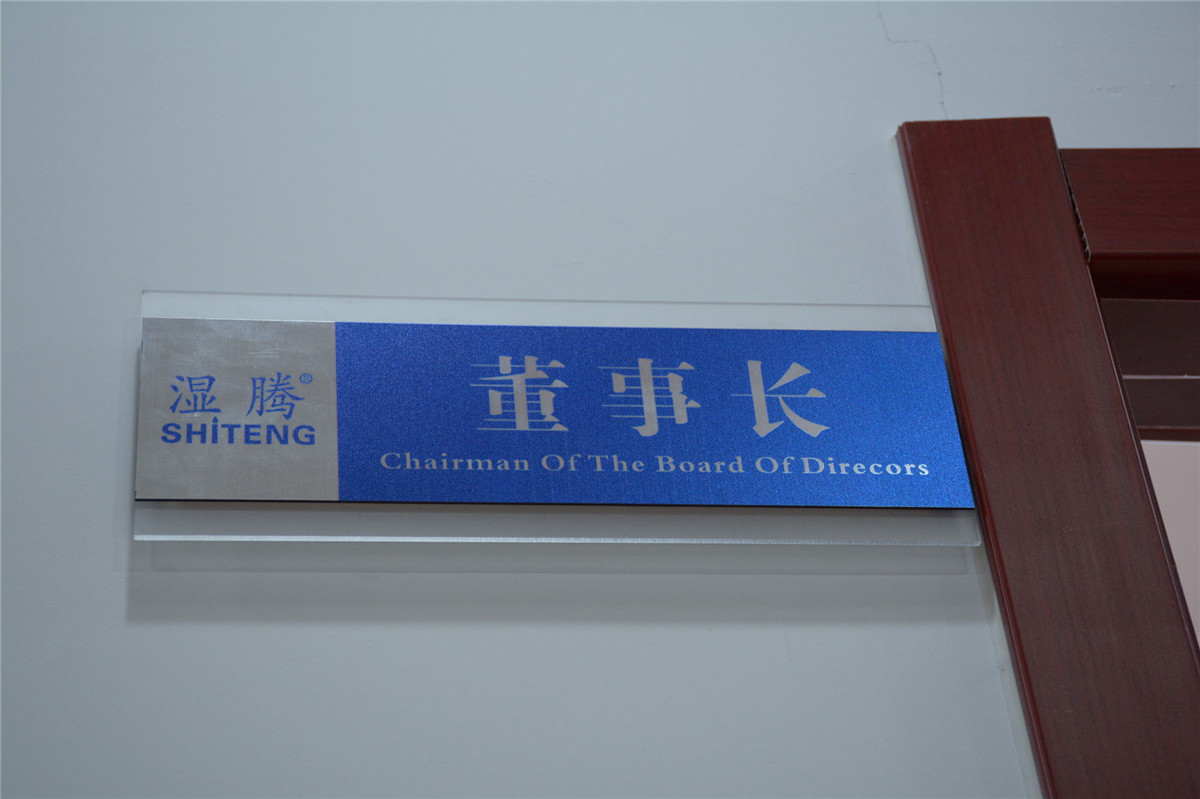 湿腾®
SHiTENG
董事长
Chairman Of The Board Of Direcors